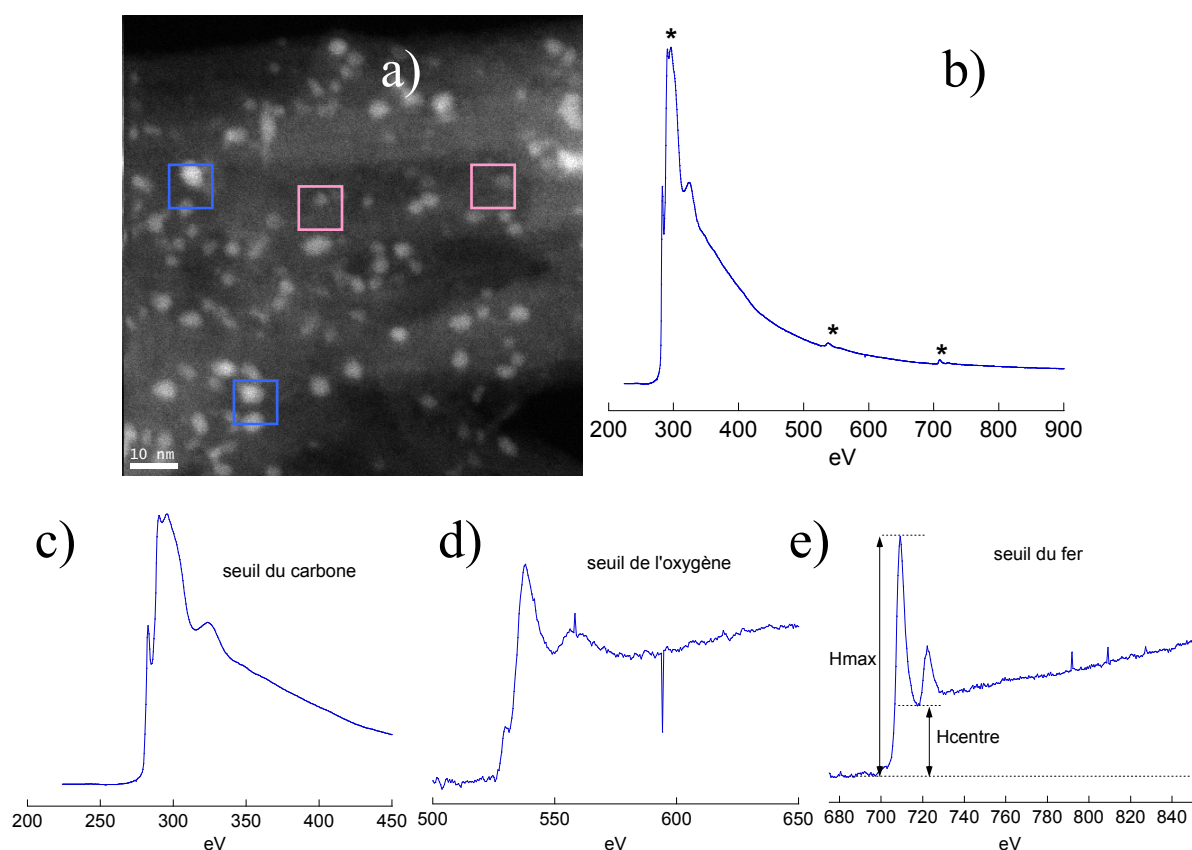 a)
10 nm
b)
*
*
*
200 300 400 500 600 700 800 900
eV
c)
seuil du carbone
200 250 300 350 400 450
eV
d)
seuil de l'oxygène
500 550 600 650
eV
e)
seuil du fer
Hmax
Hcentre
680 700 720 740 760 780 800 820 840
eV